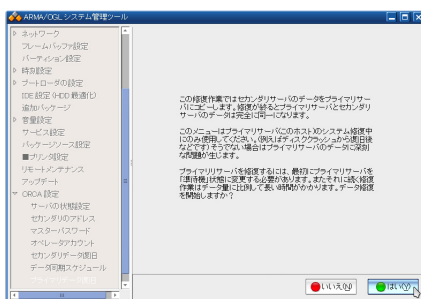 ARMA/OGL システム管理ツール
ネットワーク
フレームバッファ設定
パーティション設定
時刻設定
ブートローダの設定
IDE 設定 (HDD 最適化)
追加パッケージ
音量設定
サービス設定
パッケージソース設定
■プリンタ設定
リモートメンテナンス
アップデート
ORCA 設定
サーバの状態設定
セカンダリのアドレス
マスターパスワード
オペレータアカウント
セカンダリデータ復旧
データ同期スケジュール
この修復作業ではセカンダリサーバのデータをプライマリサー
バにコピーします。修復が終るとプライマリとセカンダリ
サーバのデータは完全に同一になります。
このメニューはプライマリサーバ(このホスト)のシステム修復中
にのみ使用してください。(例えばディスククラッシュから復旧後
などです) そうでない場合はプライマリサーバのデータに深刻
な問題が生じます。
プライマリサーバを修復するには、最初にプライマリサーバを
『準待機』状態に変更する必要があります。またそれに続く修復
作業はデータ量に比例して長い時間がかかります。データ修復
を開始しますか？
いいえ(N)
はい(Y)